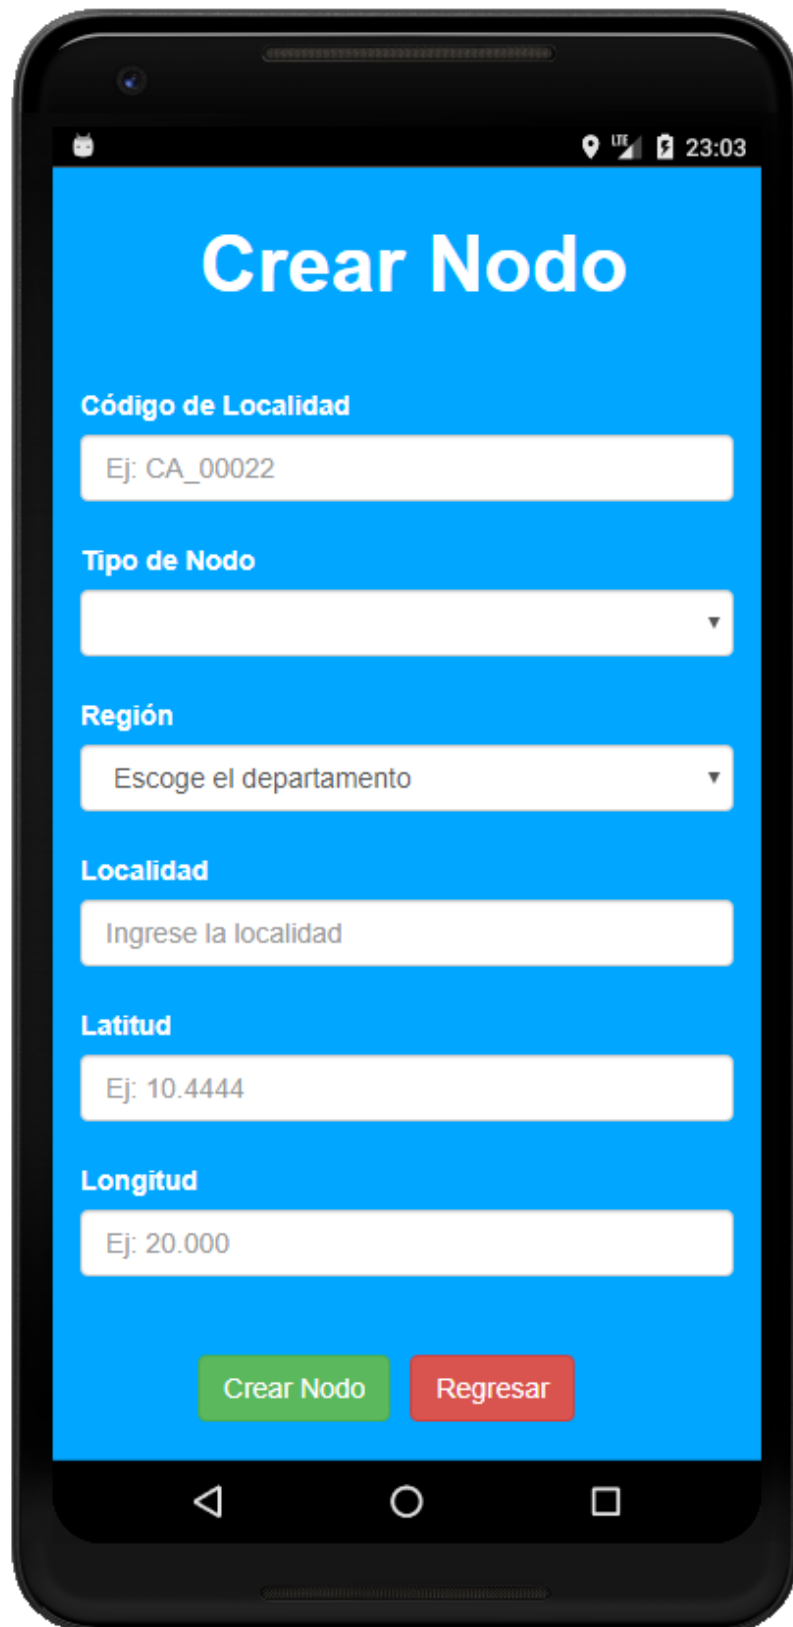 LTE 23:03
Crear Nodo
Código de Localidad
Ej: CA_00022
Tipo de Nodo
Región
Escoge el departamento
Localidad
Ingrese la localidad
Latitud
Ej: 10.4444
Longitud
Ej: 20.000
Crear Nodo Regresar